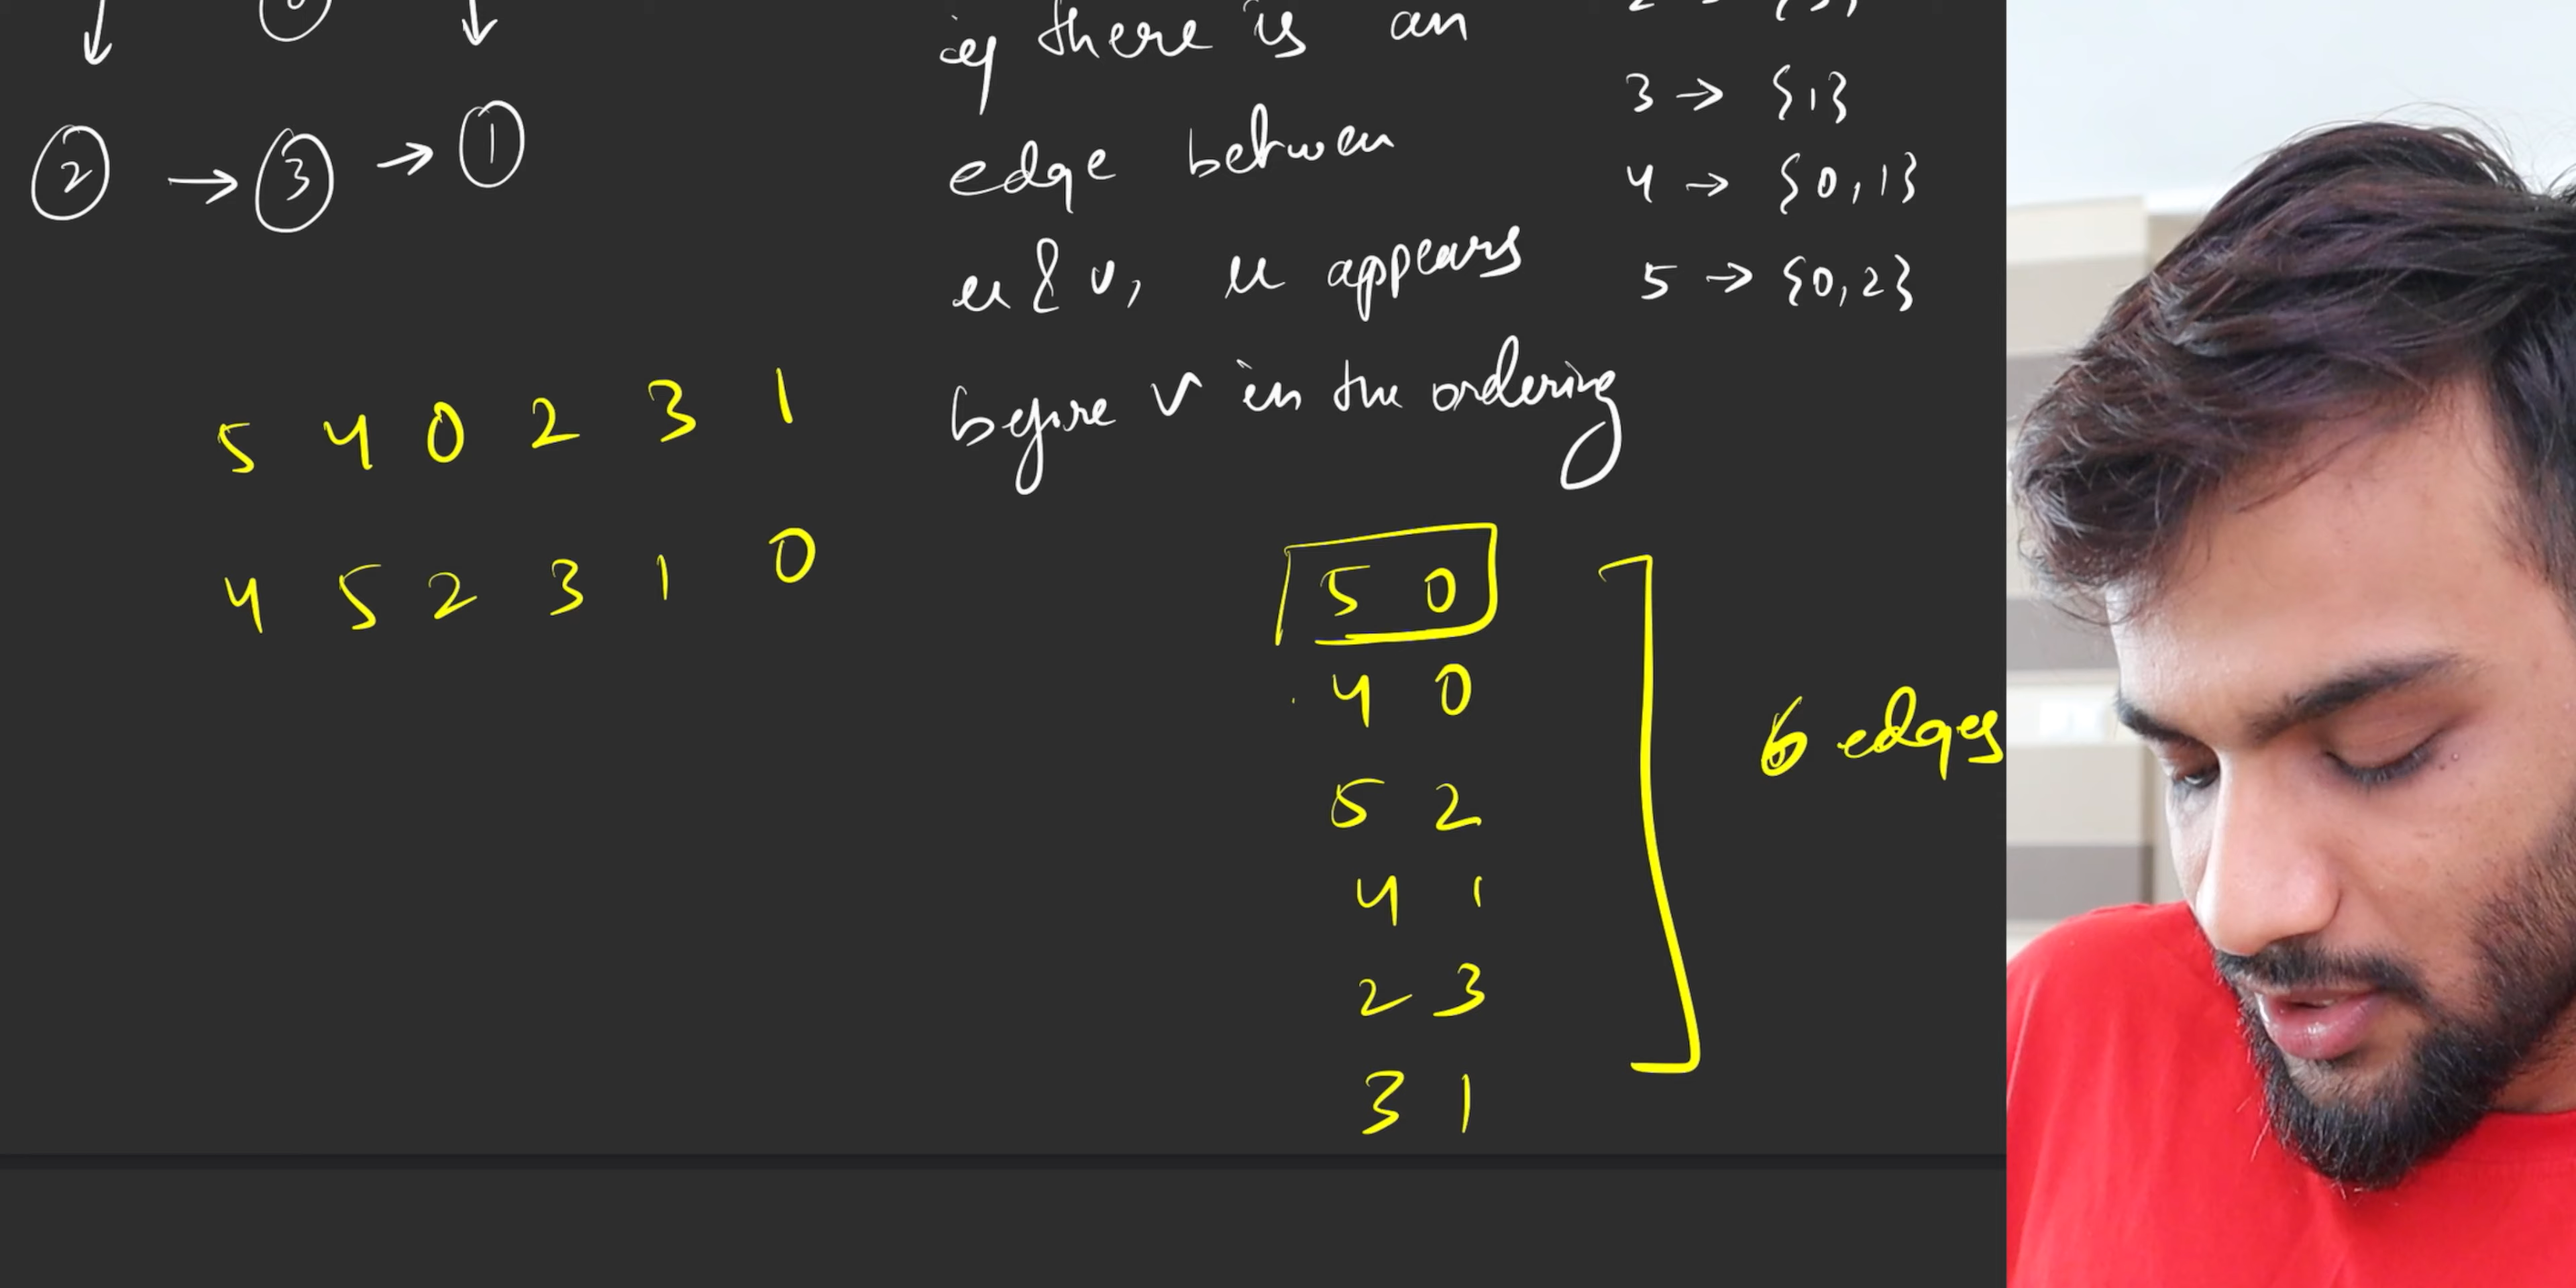 2 → 3 → 1
if there is an
edge between
u & v, u appears
before v in the ordering
3 → {1}
4 → {0,1}
5 → {0,2}
5 4 0 2 3 1
4 5 2 3 1 0
5 0
4 0
5 2
4 1
2 3
3 1
6 edges